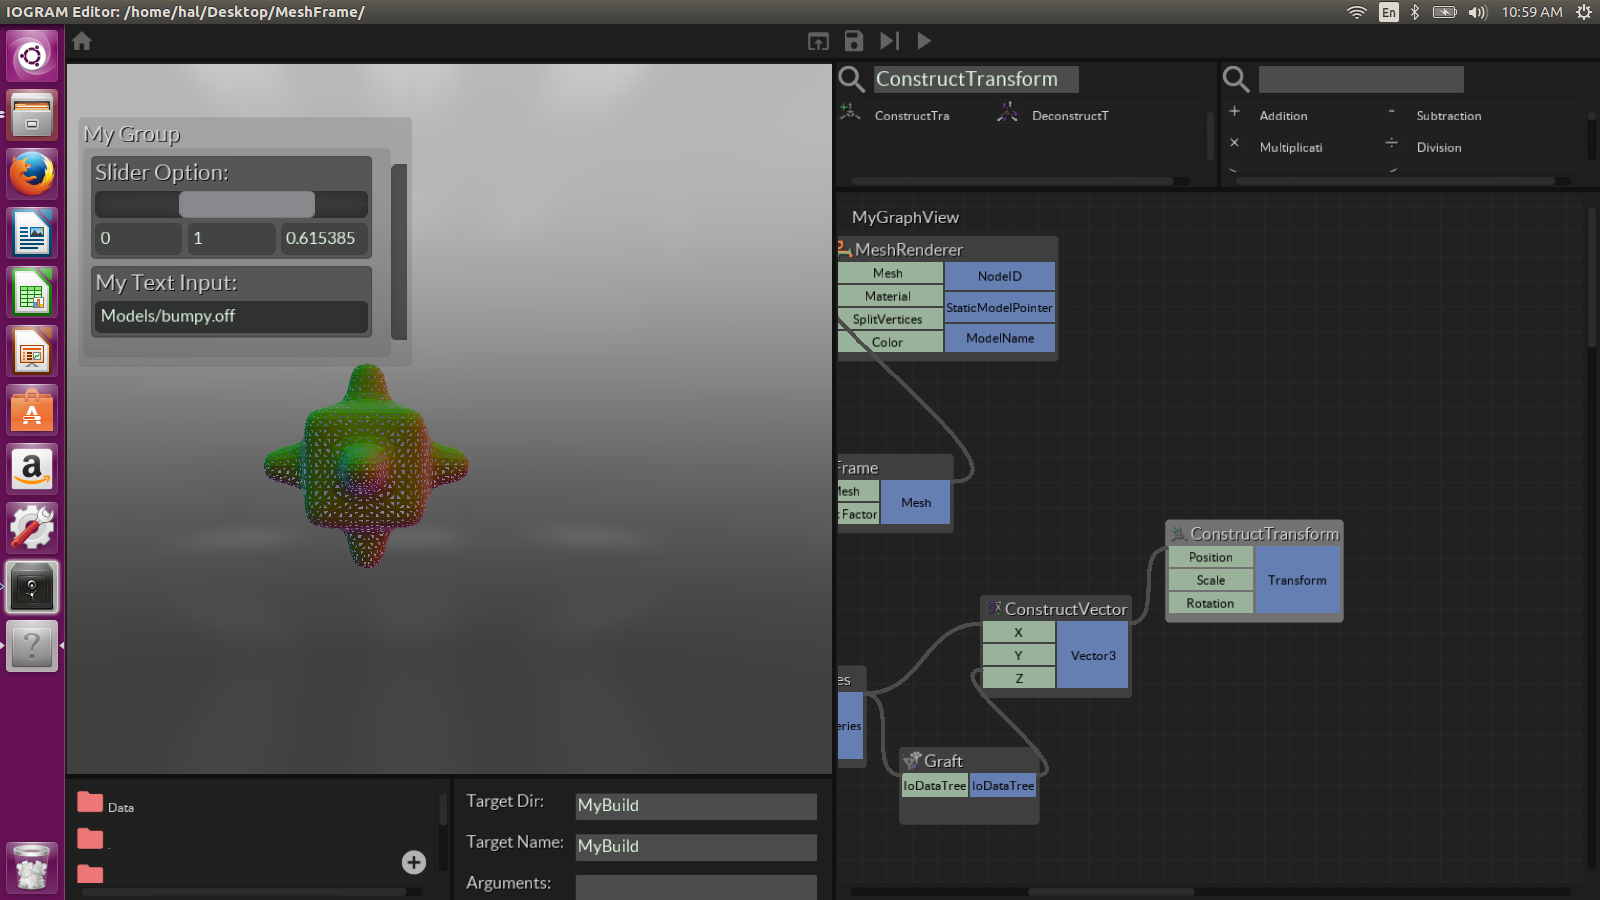 IOGRAM Editor: /home/hal/Desktop/MeshFrame/
En
10:59 AM
My Group
Slider Option:
0
1
0.615385
My Text Input:
Models/bumpy.off
ConstructTransform
ConstructTra
DeconstructT
Addition
Subtraction
Multiplicati
Division
MyGraphView
MeshRenderer
Mesh
Material
SplitVertices
Color
NodeID
StaticModelPointer
ModelName
Frame
Mesh
Factor
Mesh
ConstructTransform
Position
Scale
Rotation
Transform
ConstructVector
X
Y
Z
Vector3
es
eries
Graft
IoDataTree
IoDataTree
Data
.
Target Dir:
MyBuild
Target Name:
MyBuild
Arguments: